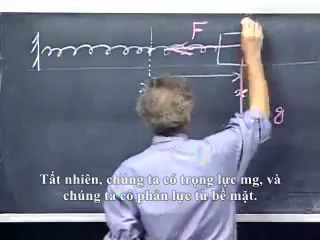 F
x
g
Tất nhiên, chúng ta có trọng lực mg, và
chúng ta có phản lực từ bề mặt.